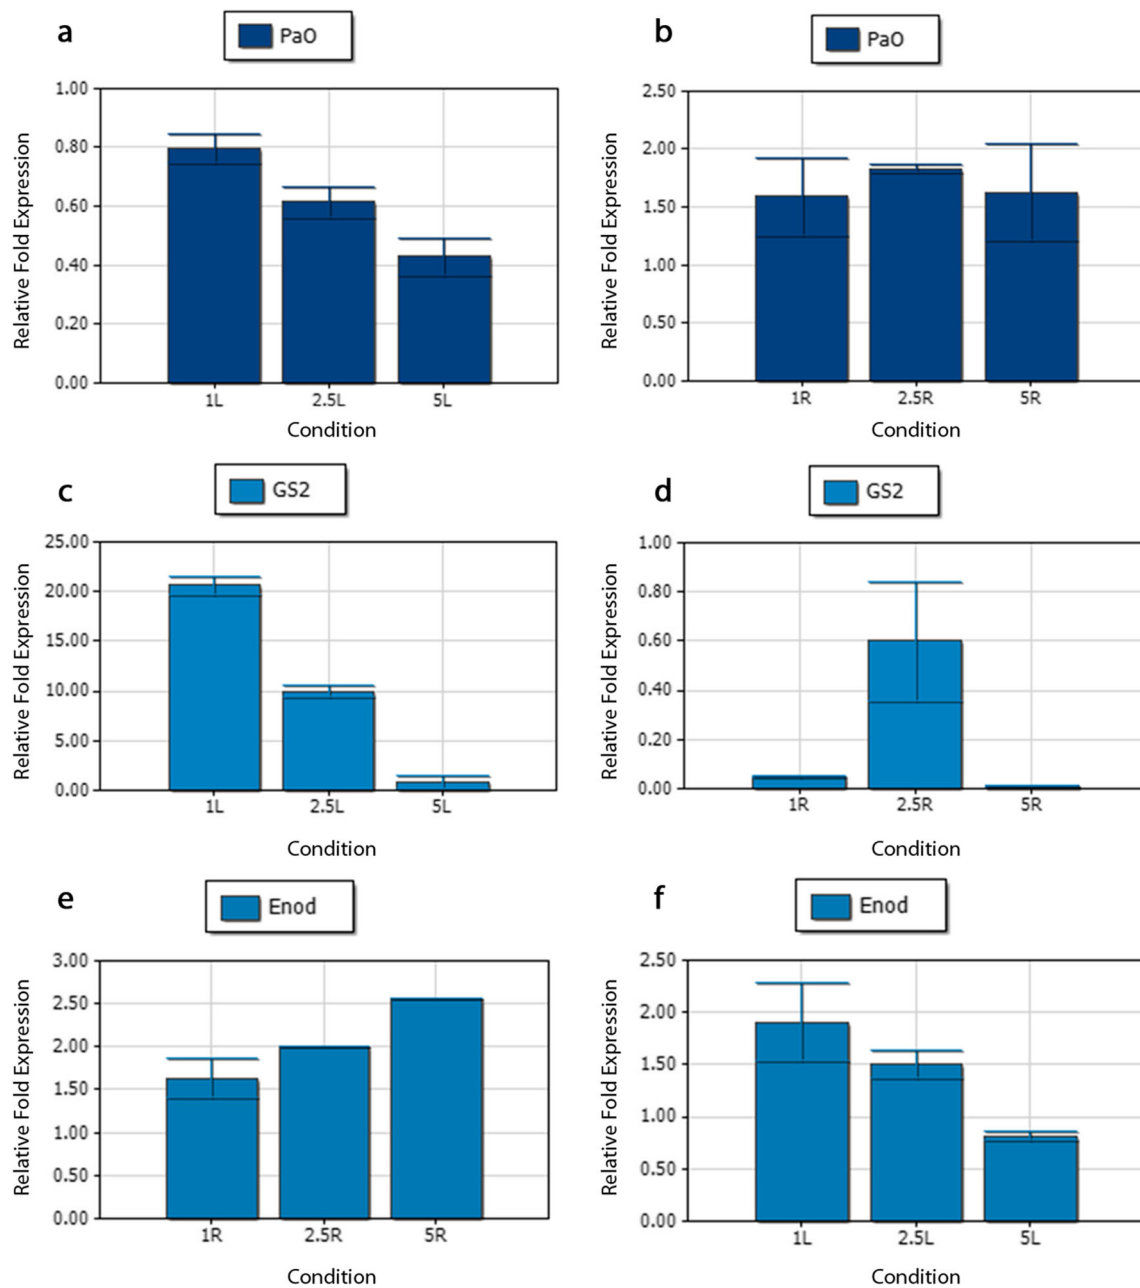 a
PaO
Relative Fold Expression
1.00
0.80
0.60
0.40
0.20
0.00
1L 2.5L 5L
Condition
b
PaO
Relative Fold Expression
2.50
2.00
1.50
1.00
0.50
0.00
1R 2.5R 5R
Condition
c
GS2
Relative Fold Expression
25.00
20.00
15.00
10.00
5.00
0.00
1L 2.5L 5L
Condition
d
GS2
Relative Fold Expression
1.00
0.80
0.60
0.40
0.20
0.00
1R 2.5R 5R
Condition
e
Enod
Relative Fold Expression
3.00
2.50
2.00
1.50
1.00
0.50
0.00
1R 2.5R 5R
Condition
f
Enod
Relative Fold Expression
2.50
2.00
1.50
1.00
0.50
0.00
1L 2.5L 5L
Condition